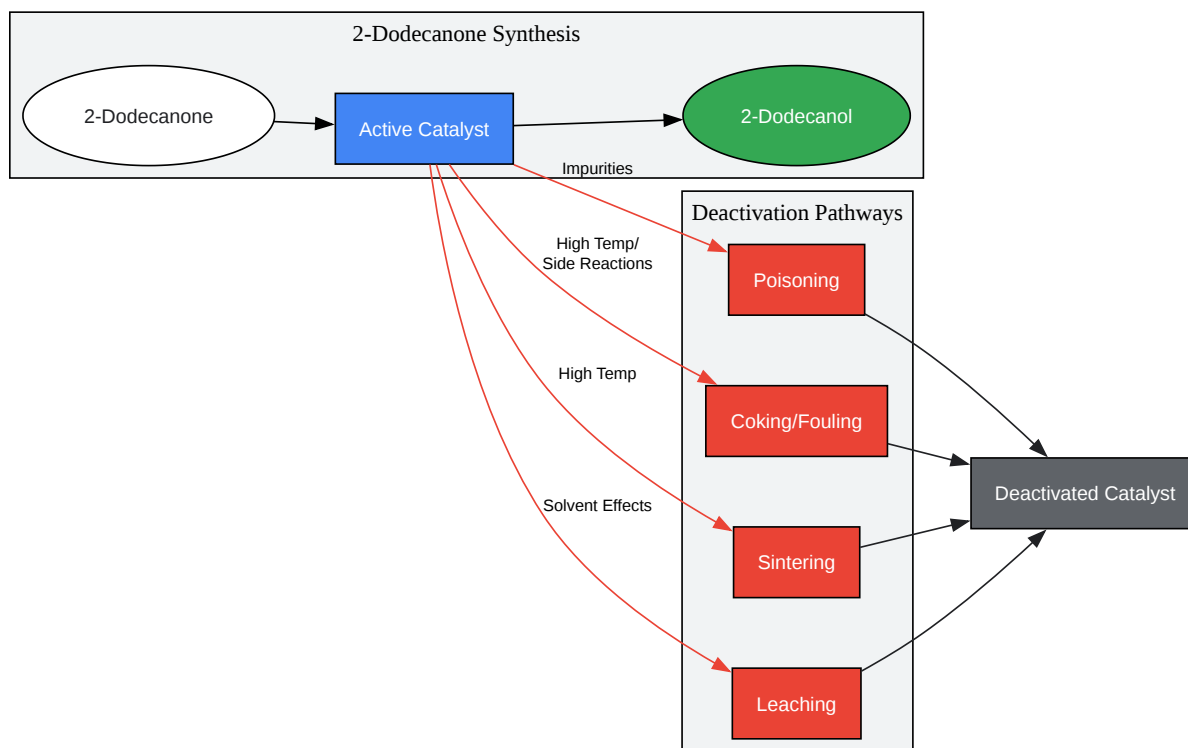 2-Dodecanone Synthesis
2-Dodecanone
Active Catalyst
2-Dodecanol
Impurities
Deactivation Pathways
High Temp/
Side Reactions
Poisoning
High Temp
Coking/Fouling
Solvent Effects
Deactivated Catalyst
Sintering
Leaching